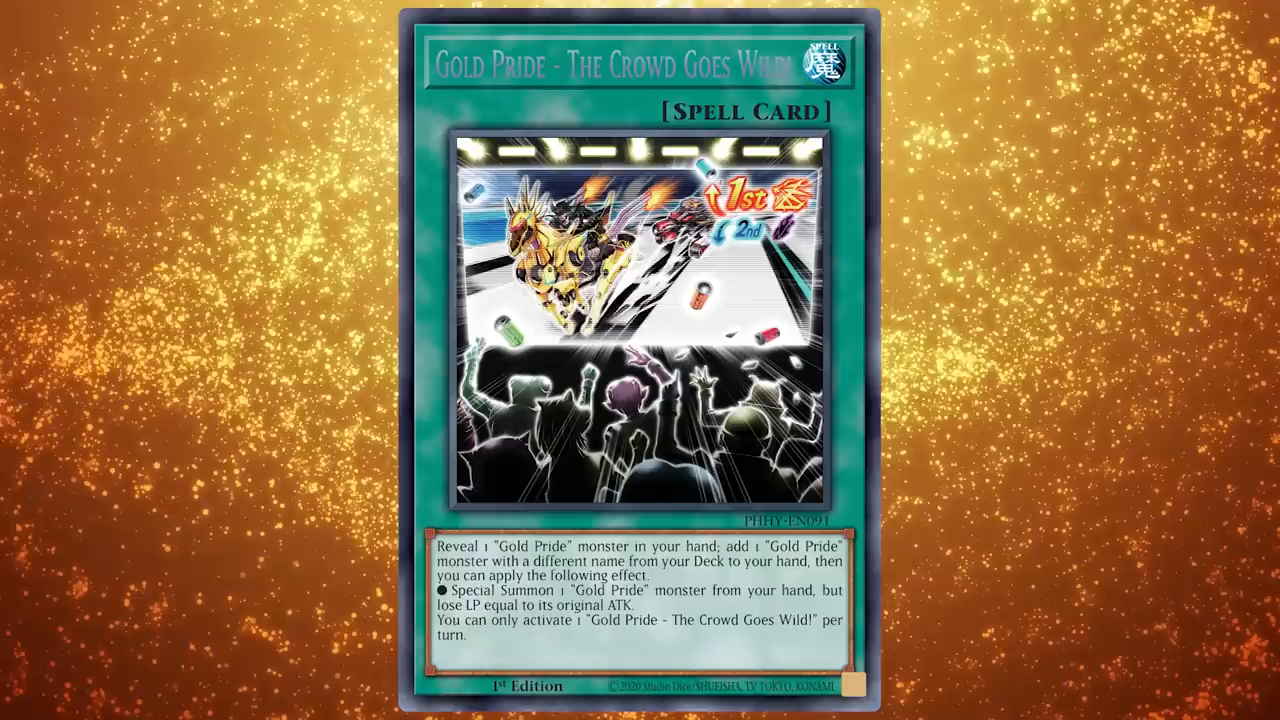 Gold Pride - The Crowd Goes Wild!
SPELL
魔
[Spell Card]
1st
2nd
PHHY-EN091
Reveal 1 "Gold Pride" monster in your hand; add 1 "Gold Pride"
monster with a different name from your Deck to your hand, then
you can apply the following effect.
● Special Summon 1 "Gold Pride" monster from your hand, but
lose LP equal to its original ATK.
You can only activate 1 "Gold Pride - The Crowd Goes Wild!" per
turn.
1st Edition
©2020 Studio Dice/SHUEISHA, TV TOKYO, KONAMI